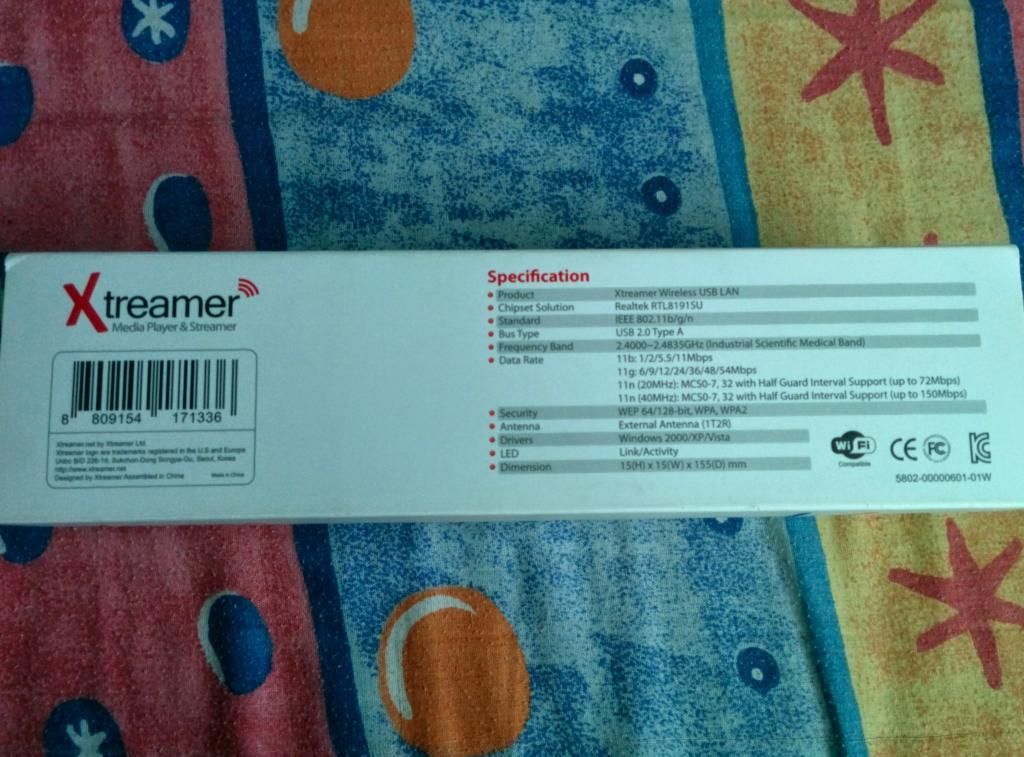 Xtreamer
Media Player & Streamer
8 809154 171336
Xtreamer.net by Xtreamer Ltd.
Xtreamer logo are trademarks registered in the U.S and Europe
Seoul, Korea
http://www.xtreamer.net
Designed by Xtreamer Assembled in China
Made in China
Specification
Product Xtreamer Wireless USB LAN
Chipset Solution Realtek RTL8191SU
Standard IEEE 802.11b/g/n
Bus Type USB 2.0 Type A
Frequency Band 2.4000~2.4835GHz (Industrial Scientific Medical Band)
Data Rate 11b: 1/2/5.5/11Mbps
11g: 6/9/12/24/36/48/54Mbps
11n (20MHz): MCS0-7, 32 with Half Guard Interval Support (up to 72Mbps)
11n (40MHz): MCS0-7, 32 with Half Guard Interval Support (up to 150Mbps)
Security WEP 64/128-bit, WPA, WPA2
Antenna External Antenna (1T2R)
Drivers Windows 2000/XP/Vista
LED Link/Activity
Dimension 15(H) x 15(W) x 155(D) mm
Wi Fi
Compatible
CE FC
5802-00000601-01W